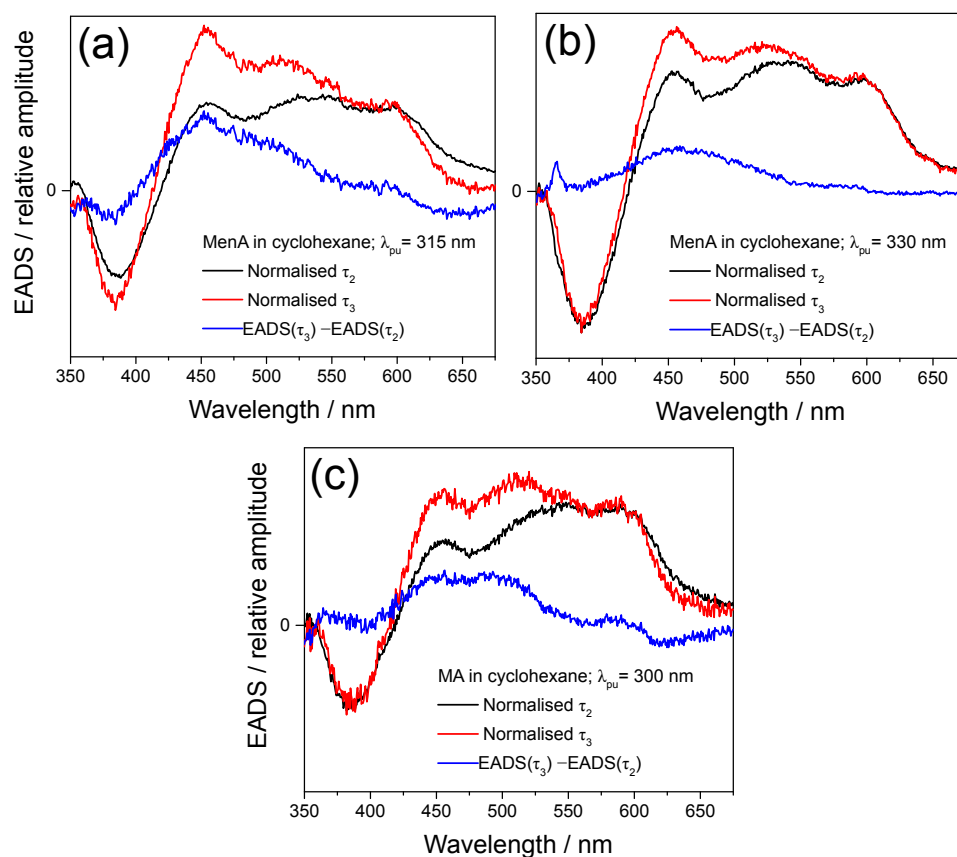 (a)
EADS / relative amplitude
0
MenA in cyclohexane; λpu= 315 nm
Normalised τ2
Normalised τ3
EADS(τ3) −EADS(τ2)
350 400 450 500 550 600 650
Wavelength / nm
(b)
0
MenA in cyclohexane; λpu= 330 nm
Normalised τ2
Normalised τ3
EADS(τ3) −EADS(τ2)
350 400 450 500 550 600 650
Wavelength / nm
(c)
EADS / relative amplitude
0
MA in cyclohexane; λpu= 300 nm
Normalised τ2
Normalised τ3
EADS(τ3) −EADS(τ2)
350 400 450 500 550 600 650
Wavelength / nm